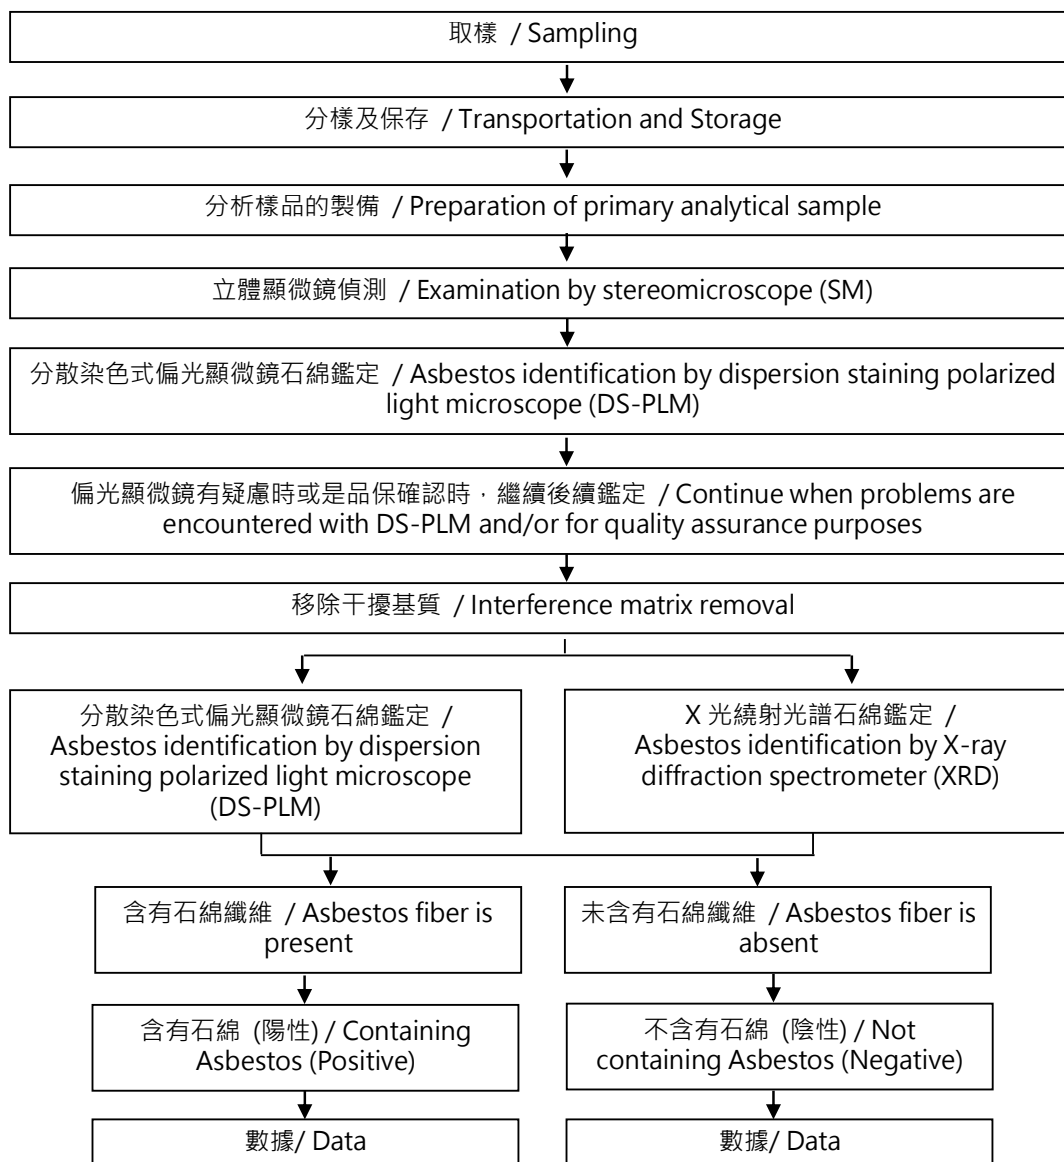 取樣 / Sampling
分樣及保存 / Transportation and Storage
分析樣品的製備 / Preparation of primary analytical sample
立體顯微鏡偵測 / Examination by stereomicroscope (SM)
分散染色式偏光顯微鏡石綿鑑定 / Asbestos identification by dispersion staining polarized
light microscope (DS-PLM)
偏光顯微鏡有疑慮時或是品保確認時，繼續後續鑑定 / Continue when problems are
encountered with DS-PLM and/or for quality assurance purposes
移除干擾基質 / Interference matrix removal
分散染色式偏光顯微鏡石綿鑑定 /
Asbestos identification by dispersion
staining polarized light microscope
(DS-PLM)
X 光繞射光譜石綿鑑定 /
Asbestos identification by X-ray
diffraction spectrometer (XRD)
含有石綿纖維 / Asbestos fiber is
present
未含有石綿纖維 / Asbestos fiber is
absent
含有石綿 (陽性) / Containing
Asbestos (Positive)
不含有石綿 (陰性) / Not
containing Asbestos (Negative)
數據/ Data
數據/ Data